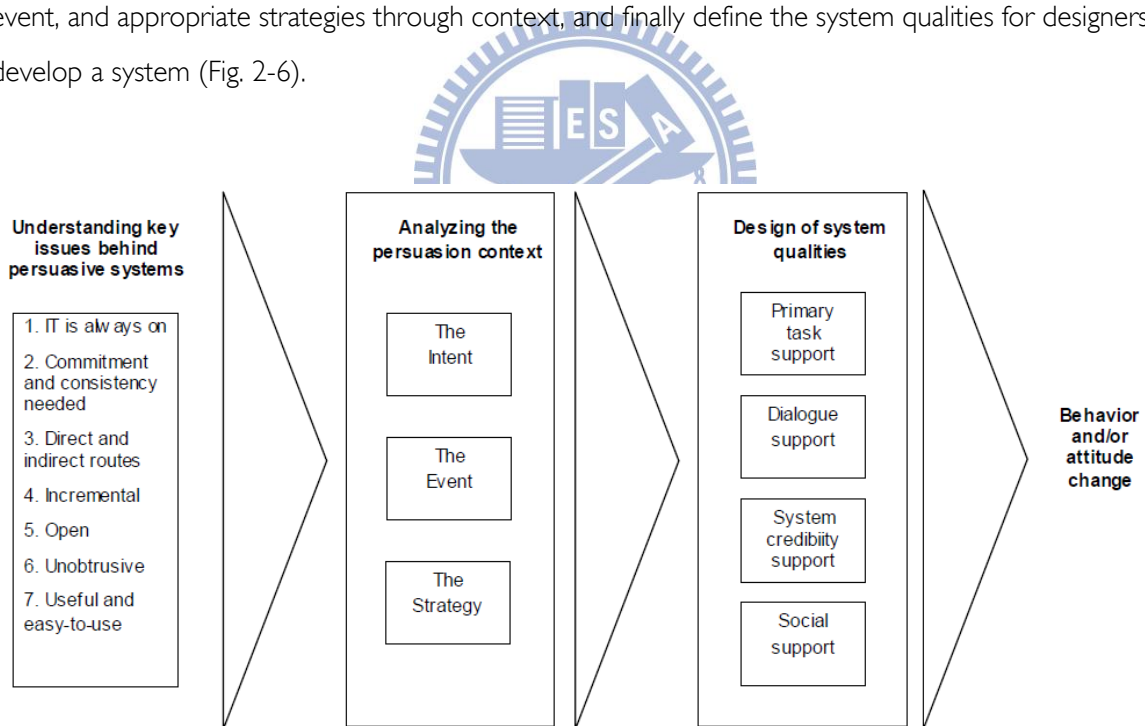 event, and appropriate strategies through context, and finally define the system qualities for designers
develop a system (Fig. 2-6).
E S A
8
Understanding key
issues behind
persuasive systems
1. IT is always on
2. Commitment
and consistency
needed
3. Direct and
indirect routes
4. Incremental
5. Open
6. Unobtrusive
7. Useful and
easy-to-use
Analyzing the
persuasion context
The
Intent
The
Event
The
Strategy
Design of system
qualities
Primary
task
support
Dialogue
support
System
credibiity
support
Social
support
Behavior
and/or
attitude
change